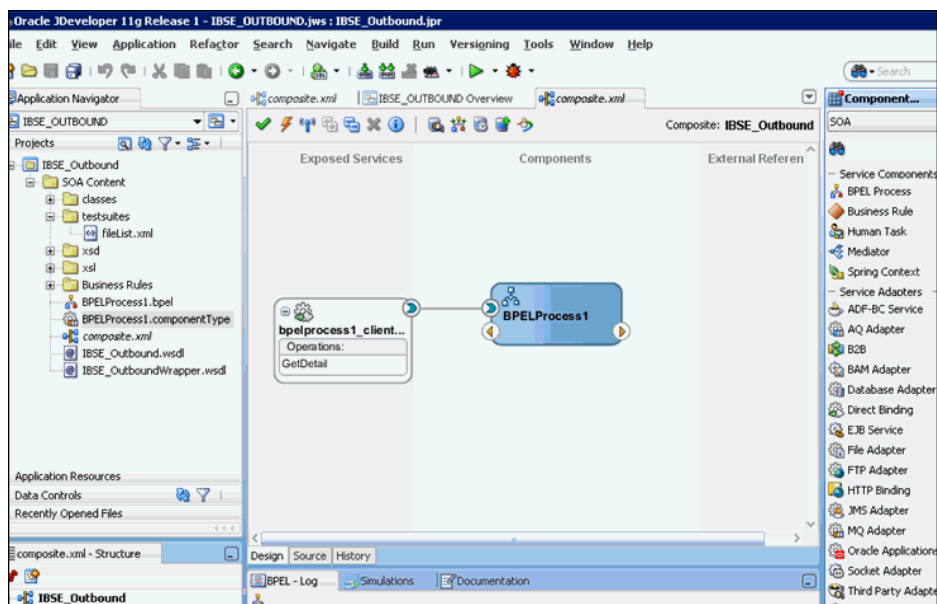 Oracle JDeveloper 11g Release 1 - IBSE_OUTBOUND.jws : IBSE_Outbound.jpr
ile Edit View Application Refactor Search Navigate Build Run Versioning Tools Window Help
Search
Application Navigator
composite.xml
IBSE_OUTBOUND Overview
composite.xml
Component...
IBSE_OUTBOUND
Composite: IBSE_Outbound
SOA
Projects
IBSE_Outbound
SOA Content
classes
testsuites
fileList.xml
xsd
xsl
Business Rules
BPELProcess1.bpel
BPELProcess1.componentType
composite.xml
IBSE_Outbound.wsdl
IBSE_OutboundWrapper.wsdl
Application Resources
Data Controls
Recently Opened Files
composite.xml - Structure
IBSE_Outbound
Exposed Services
Components
External Referen
bpelprocess1_client...
Operations:
GetDetail
BPELProcess1
Design Source History
BPEL - Log
Simulations
Documentation
Service Components
BPEL Process
Business Rule
Human Task
Mediator
Spring Context
Service Adapters
ADF-BC Service
AQ Adapter
B2B
BAM Adapter
Database Adapter
Direct Binding
EJB Service
File Adapter
FTP Adapter
HTTP Binding
JMS Adapter
MQ Adapter
Oracle Applications
Socket Adapter
Third Party Adapte